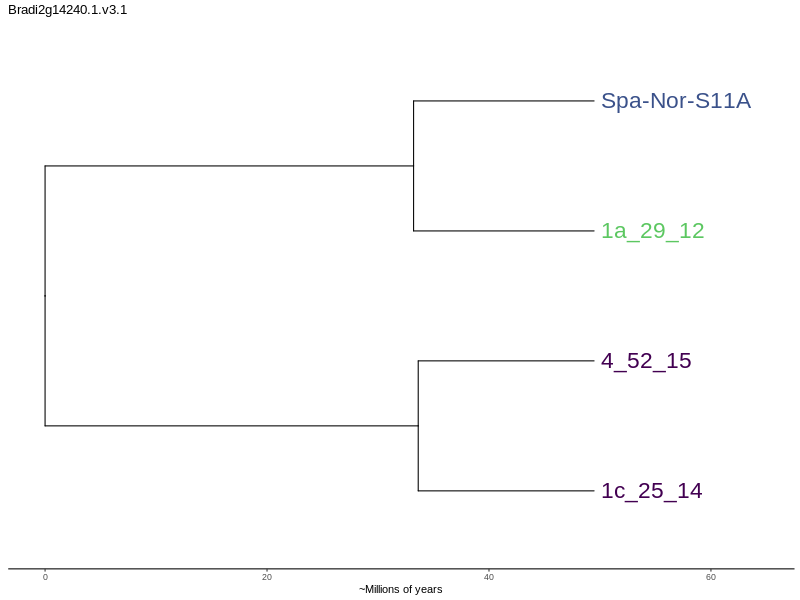 Bradi2g14240.1.v3.1
Spa-Nor-S11A
1a_29_12
4_52_15
1c_25_14
0 20 40 60
~Millions of years